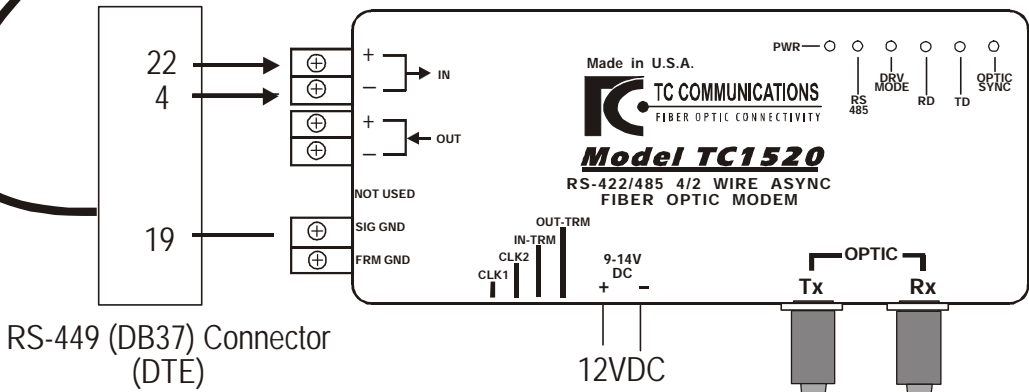 22
4
19
RS-449 (DB37) Connector
(DTE)
+
−
IN
+
−
OUT
NOT USED
SIG GND
FRM GND
Made in U.S.A.
TC TC COMMUNICATIONS
FIBER OPTIC CONNECTIVITY
Model TC1520
RS-422/485 4/2 WIRE ASYNC
FIBER OPTIC MODEM
PWR
RS
485
DRV
MODE
RD
TD
OPTIC
SYNC
CLK1
CLK2
IN-TRM
OUT-TRM
9-14V
DC
+ −
12VDC
OPTIC
Tx Rx